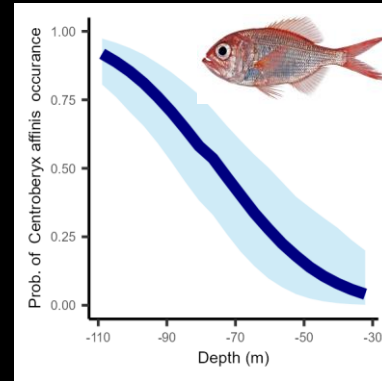 Prob. of Centroberyx affinis occurance
1.00
0.75
0.50
0.25
0.00
-110 -90 -70 -50 -30
Depth (m)